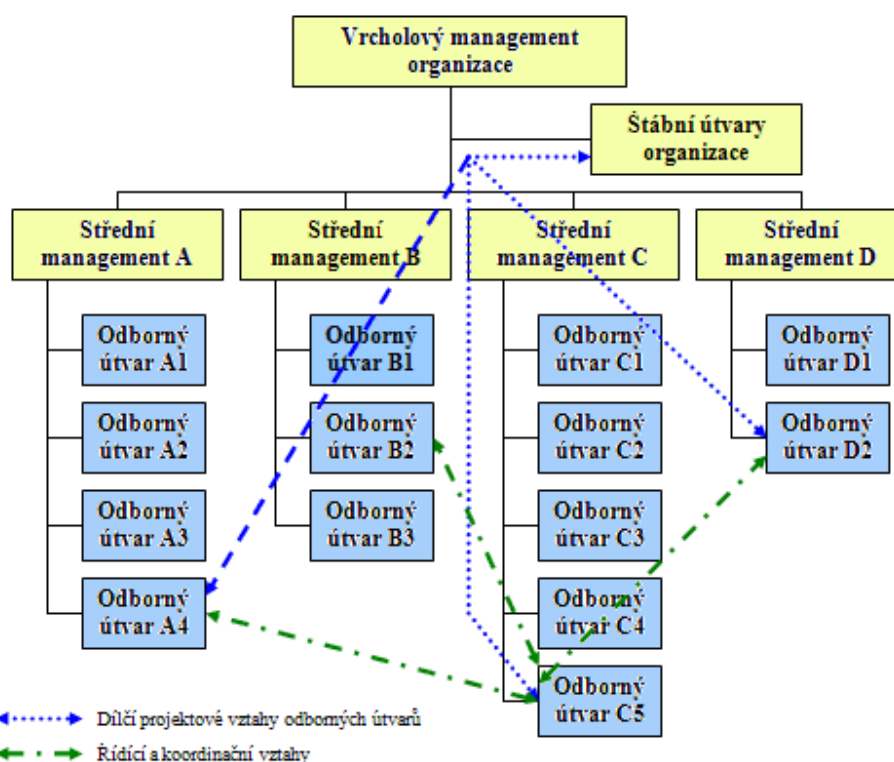 Vrcholový management
organizace
Štábní útvary
organizace
Střední
management A
Střední
management B
Střední
management C
Střední
management D
Odborný
útvar A1
Odborný
útvar B1
Odborný
útvar C1
Odborný
útvar D1
Odborný
útvar A2
Odborný
útvar B2
Odborný
útvar C2
Odborný
útvar D2
Odborný
útvar A3
Odborný
útvar B3
Odborný
útvar C3
Odborný
útvar A4
Odborný
útvar C4
Odborný
útvar C5
Dílčí projektové vztahy odborných útvarů
Řídící a koordinační vztahy